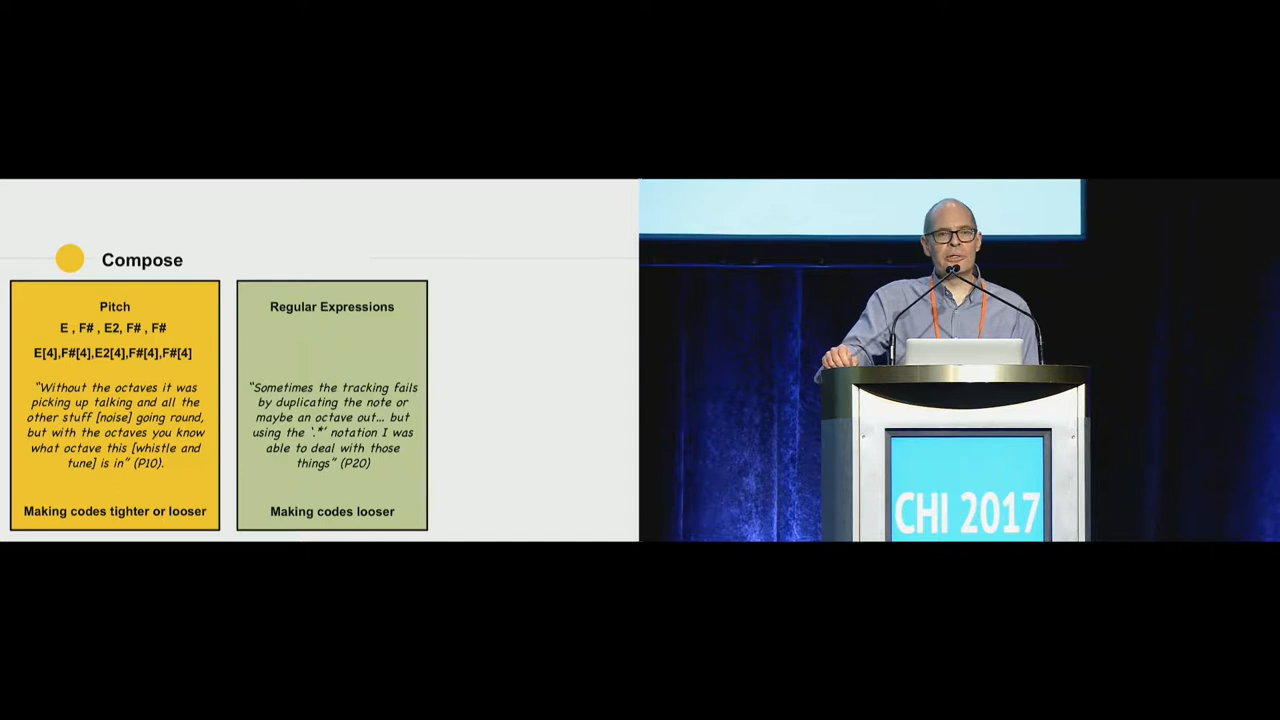 Compose
Pitch
E , F# , E2, F# , F#
E[4],F#[4],E2[4],F#[4],F#[4]
“Without the octaves it was
picking up talking and all the
other stuff [noise] going round,
but with the octaves you know
what octave this [whistle and
tune] is in” (P10).
Making codes tighter or looser
Regular Expressions
“Sometimes the tracking fails
by duplicating the note or
maybe an octave out... but
using the ‘.*’ notation I was
able to deal with those
things” (P20)
Making codes looser
CHI 2017